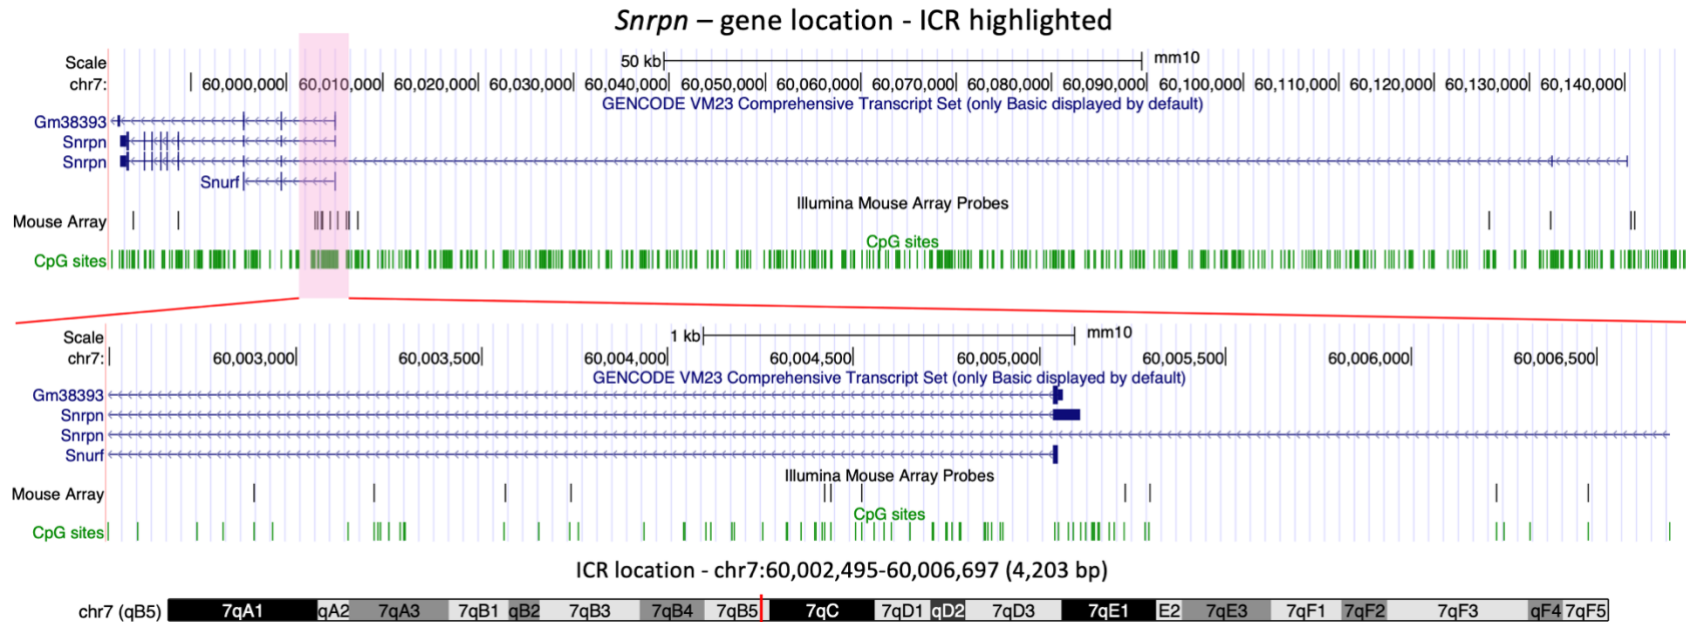 Snrpn – gene location - ICR highlighted
Scale 50 kb mm10
chr7: 60,000,000 60,010,000 60,020,000 60,030,000 60,040,000 60,050,000 60,060,000 60,070,000 60,080,000 60,090,000 60,100,000 60,110,000 60,120,000 60,130,000 60,140,000
GENCODE VM23 Comprehensive Transcript Set (only Basic displayed by default)
Gm38393
Snrpn
Snrpn
Snurf
Illumina Mouse Array Probes
Mouse Array
CpG sites
CpG sites
Scale 1 kb mm10
chr7: 60,003,000 60,003,500 60,004,000 60,004,500 60,005,000 60,005,500 60,006,000 60,006,500
GENCODE VM23 Comprehensive Transcript Set (only Basic displayed by default)
Gm38393
Snrpn
Snrpn
Snurf
Illumina Mouse Array Probes
Mouse Array
CpG sites
CpG sites
ICR location - chr7:60,002,495-60,006,697 (4,203 bp)
chr7 (qB5) 7qA1 qA2 7qA3 7qB1 qB2 7qB3 7qB4 7qB5 7qC 7qD1 qD2 7qD3 7qE1 E2 7qE3 7qF1 7qF2 7qF3 qF4 7qF5